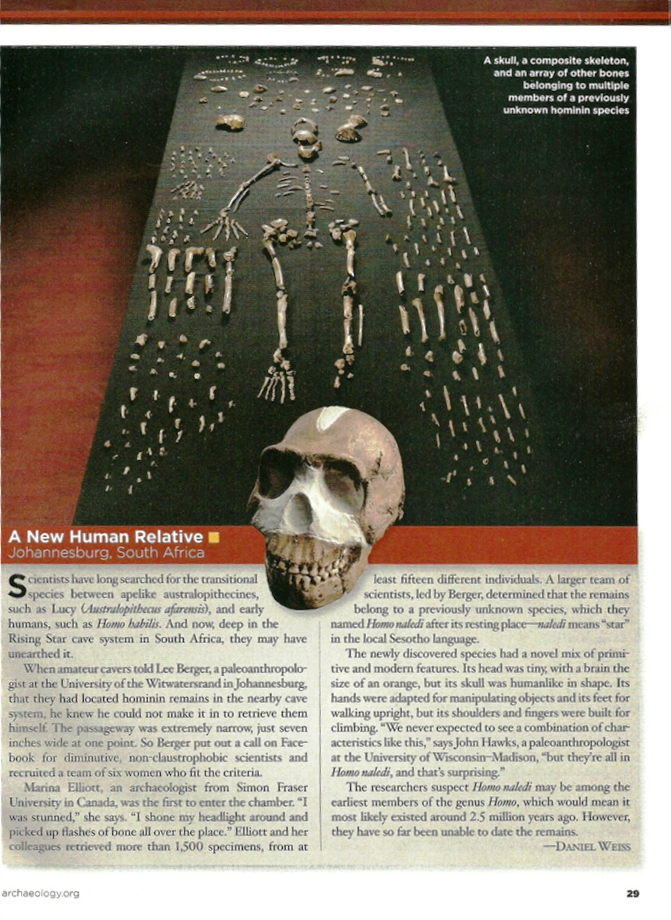 A skull, a composite skeleton,
and an array of other bones
belonging to multiple
members of a previously
unknown hominin species
A New Human Relative
Johannesburg, South Africa
Scientists have long searched for the transitional
species between apelike australopithecines,
such as Lucy (Australopithecus afarensis), and early
humans, such as Homo habilis. And now, deep in the
Rising Star cave system in South Africa, they may have
unearthed it.
When amateur cavers told Lee Berger, a paleoanthropolo-
gist at the University of the Witwatersrand in Johannesburg,
that they had located hominin remains in the nearby cave
system, he knew he could not make it in to retrieve them
himself. The passageway was extremely narrow, just seven
inches wide at one point. So Berger put out a call on Face-
book for diminutive, non-claustrophobic scientists and
recruited a team of six women who fit the criteria.
Marina Elliott, an archaeologist from Simon Fraser
University in Canada, was the first to enter the chamber. “I
was stunned,” she says. “I shone my headlight around and
picked up flashes of bone all over the place.” Elliott and her
colleagues retrieved more than 1,500 specimens, from at
least fifteen different individuals. A larger team of
scientists, led by Berger, determined that the remains
belong to a previously unknown species, which they
named Homo naledi after its resting place—naledi means “star”
in the local Sesotho language.
The newly discovered species had a novel mix of primi-
tive and modern features. Its head was tiny, with a brain the
size of an orange, but its skull was humanlike in shape. Its
hands were adapted for manipulating objects and its feet for
walking upright, but its shoulders and fingers were built for
climbing. “We never expected to see a combination of char-
acteristics like this,” says John Hawks, a paleoanthropologist
at the University of Wisconsin–Madison, “but they’re all in
Homo naledi, and that’s surprising.”
The researchers suspect Homo naledi may be among the
earliest members of the genus Homo, which would mean it
most likely existed around 2.5 million years ago. However,
they have so far been unable to date the remains.
—Daniel Weiss
archaeology.org
29